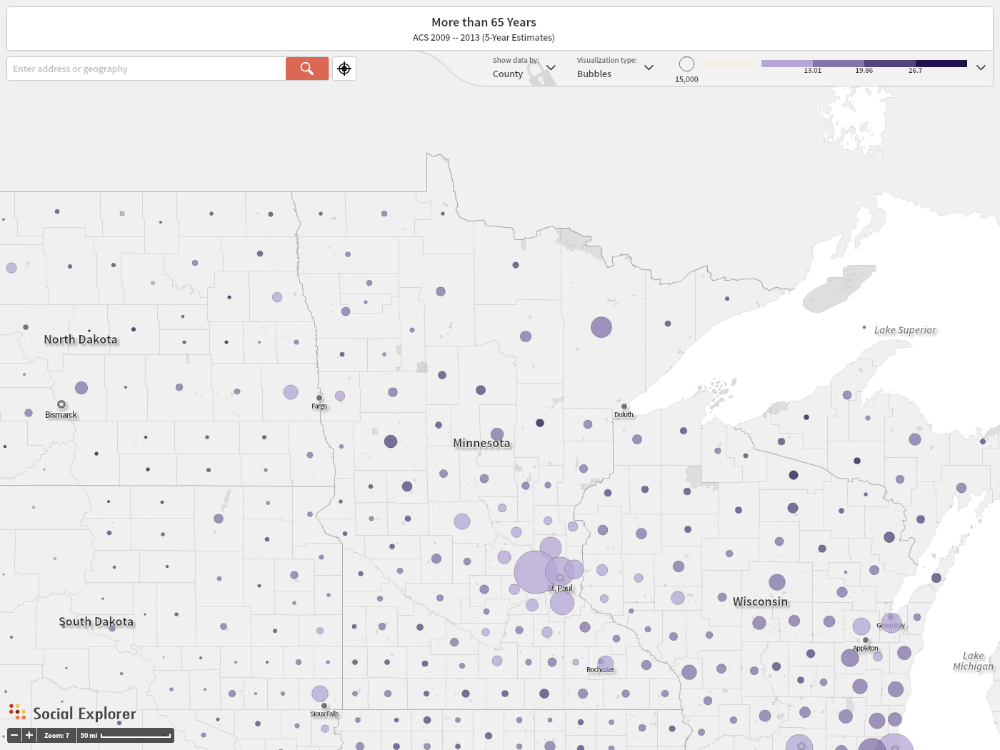 More than 65 Years
ACS 2009 -- 2013 (5-Year Estimates)
Enter address or geography
Show data by:
County
Visualization type:
Bubbles
15,000
13.01
19.86
26.7
Lake Superior
North Dakota
Bismarck
Fargo
Duluth
Minnesota
St. Paul
Wisconsin
South Dakota
Green Bay
Appleton
Lake
Michigan
Rochester
Sioux Falls
Social Explorer
Zoom: 7
50 mi